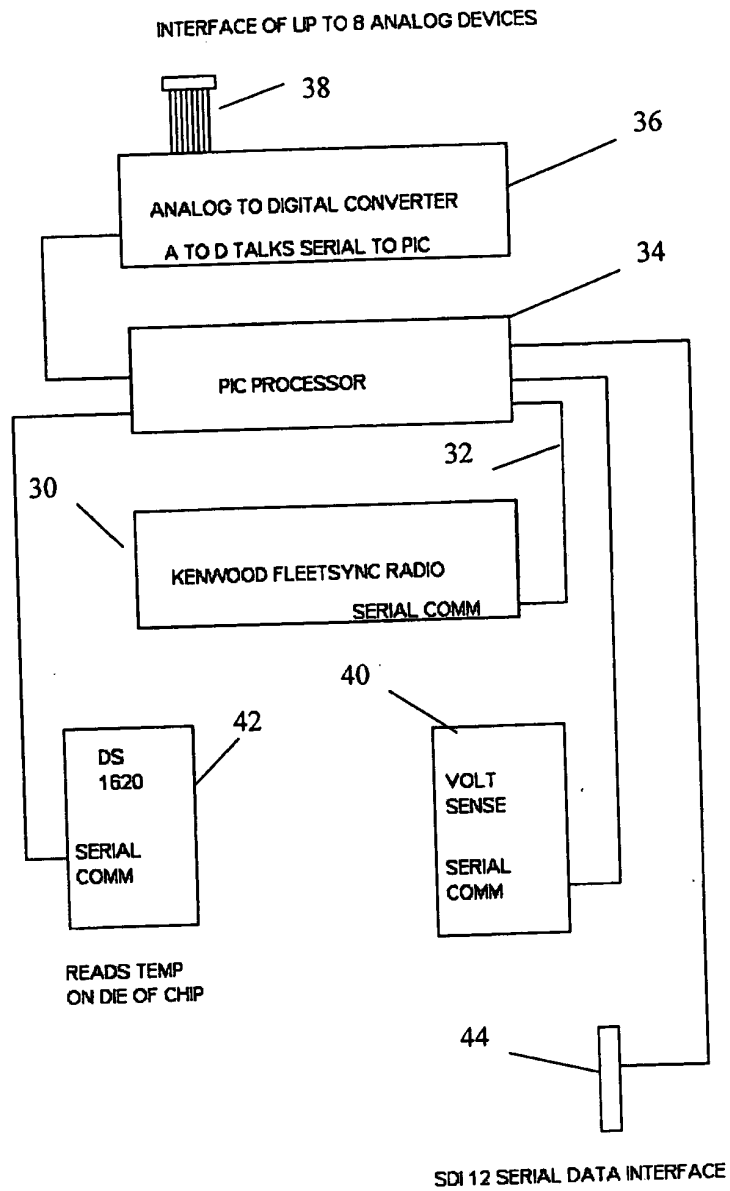 INTERFACE OF UP TO 8 ANALOG DEVICES
38
36
ANALOG TO DIGITAL CONVERTER
A TO D TALKS SERIAL TO PIC
34
PIC PROCESSOR
32
30
KENWOOD FLEETSYNC RADIO
SERIAL COMM
40
42
DS
1620
SERIAL
COMM
VOLT
SENSE
SERIAL
COMM
READS TEMP
ON DIE OF CHIP
44
SDI 12 SERIAL DATA INTERFACE